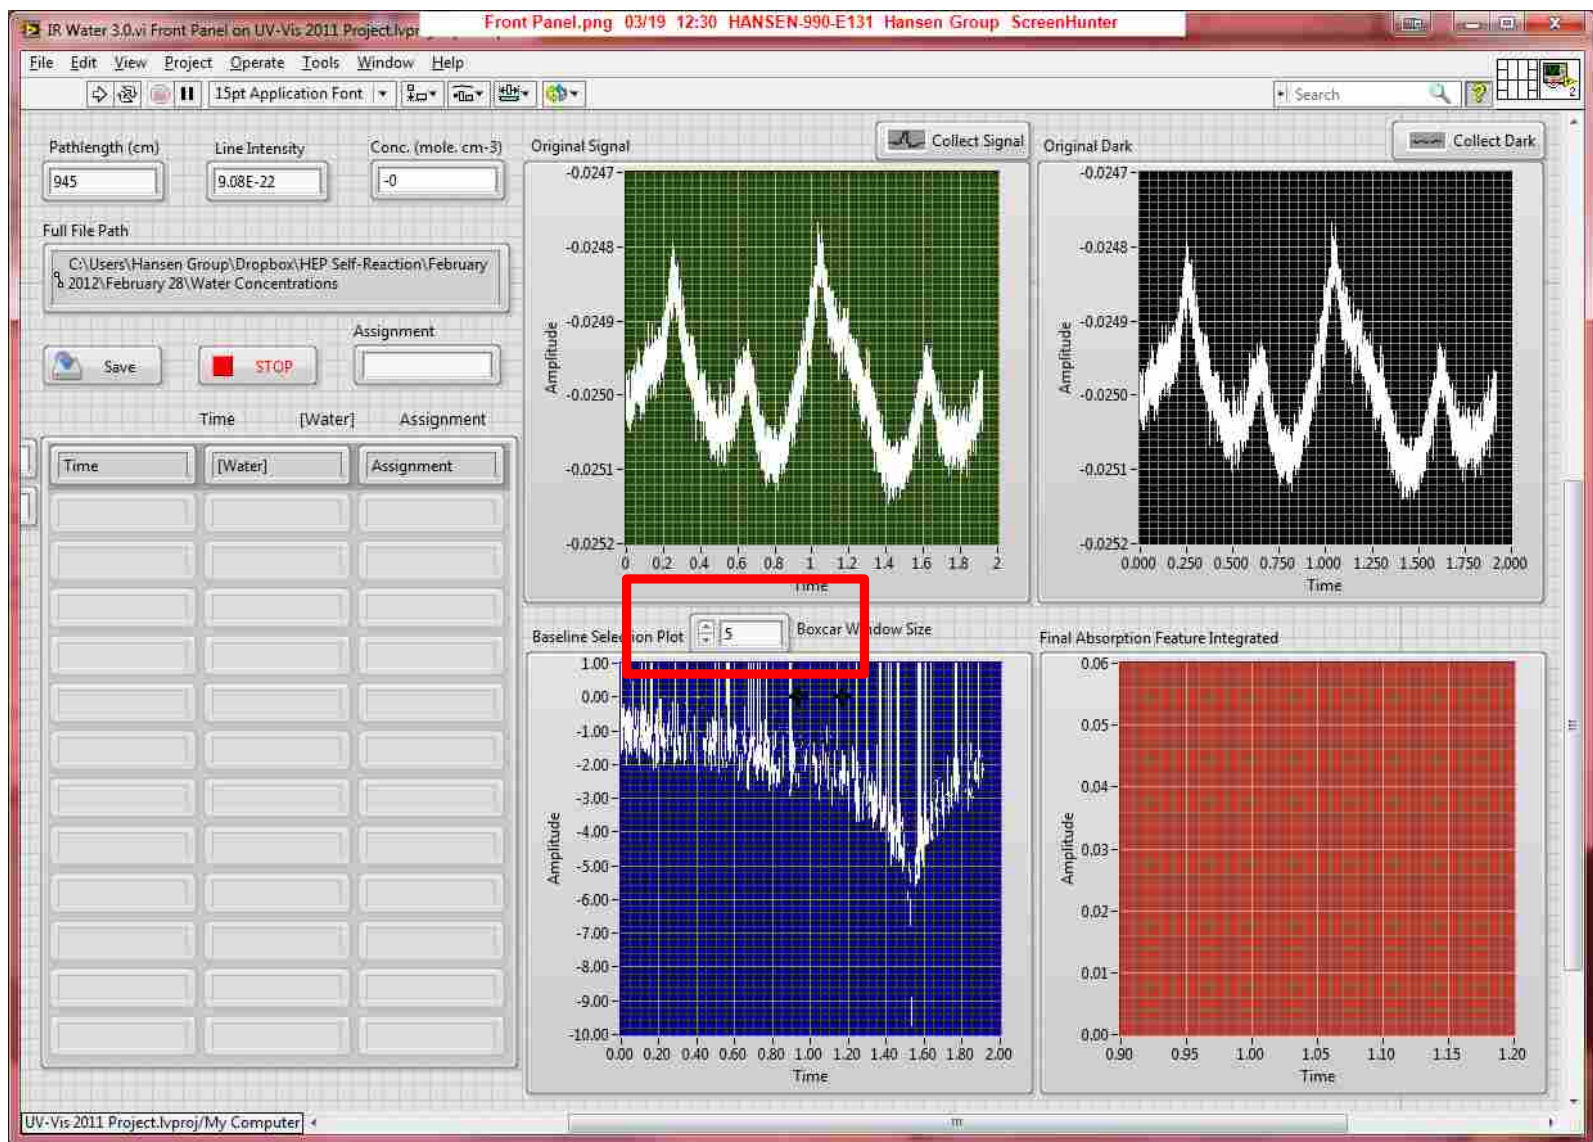 Front Panel.png 03/19 12:30 HANSEN-990-E131 Hansen Group ScreenHunter
IR Water 3.0.vi Front Panel on UV-Vis 2011 Project.lvpr
File Edit View Project Operate Tools Window Help
15pt Application Font
Search
2
Pathlength (cm) Line Intensity Conc. (mole. cm-3)
945 9.08E-22 -0
Full File Path
C:\Users\Hansen Group\Dropbox\HEP Self-Reaction\February
2012\February 28\Water Concentrations
Assignment
Save STOP
Time [Water] Assignment
Time [Water] Assignment
Original Signal Collect Signal
-0.0247
-0.0248
-0.0249
-0.0250
-0.0251
-0.0252
Amplitude
0 0.2 0.4 0.6 0.8 1 1.2 1.4 1.6 1.8 2
Time
Original Dark Collect Dark
-0.0247
-0.0248
-0.0249
-0.0250
-0.0251
-0.0252
Amplitude
0.000 0.250 0.500 0.750 1.000 1.250 1.500 1.750 2.000
Time
Baseline Selection Plot 5 Boxcar Window Size
1.00
0.00
-1.00
-2.00
-3.00
-4.00
-5.00
-6.00
-7.00
-8.00
-9.00
-10.00
Amplitude
0.00 0.20 0.40 0.60 0.80 1.00 1.20 1.40 1.60 1.80 2.00
Time
Final Absorption Feature Integrated
0.06
0.05
0.04
0.03
0.02
0.01
0.00
Amplitude
0.90 0.95 1.00 1.05 1.10 1.15 1.20
Time
UV-Vis 2011 Project.lvproj/My Computer